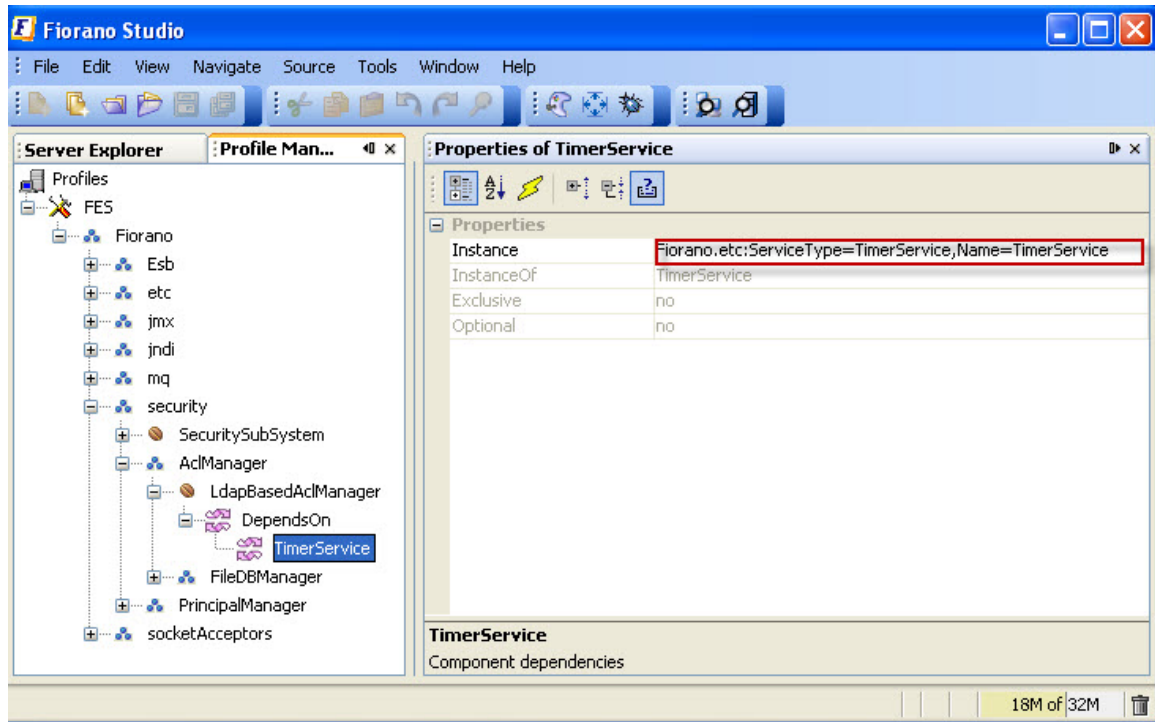 Fiorano Studio
File Edit View Navigate Source Tools Window Help
Server Explorer Profile Man...
Profiles
FES
Fiorano
Esb
etc
jmx
jndi
mq
security
SecuritySubSystem
AclManager
LdapBasedAclManager
DependsOn
TimerService
FileDBManager
PrincipalManager
socketAcceptors
Properties of TimerService
Properties
Instance Fiorano.etc:ServiceType=TimerService,Name=TimerService
InstanceOf TimerService
Exclusive no
Optional no
TimerService
Component dependencies
18M of 32M